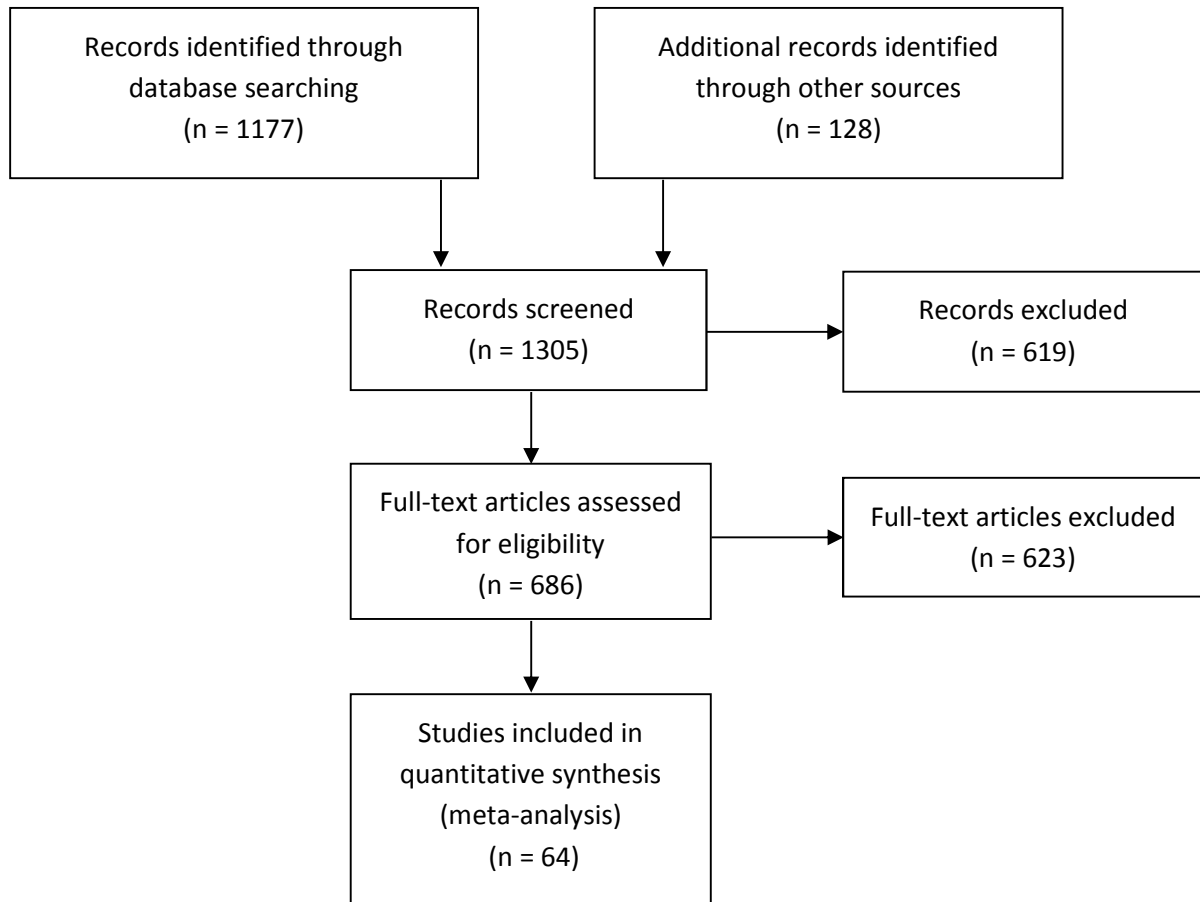 Records identified through
database searching
(n = 1177)
Additional records identified
through other sources
(n = 128)
Records screened
(n = 1305)
Records excluded
(n = 619)
Full-text articles assessed
for eligibility
(n = 686)
Full-text articles excluded
(n = 623)
Studies included in
quantitative synthesis
(meta-analysis)
(n = 64)